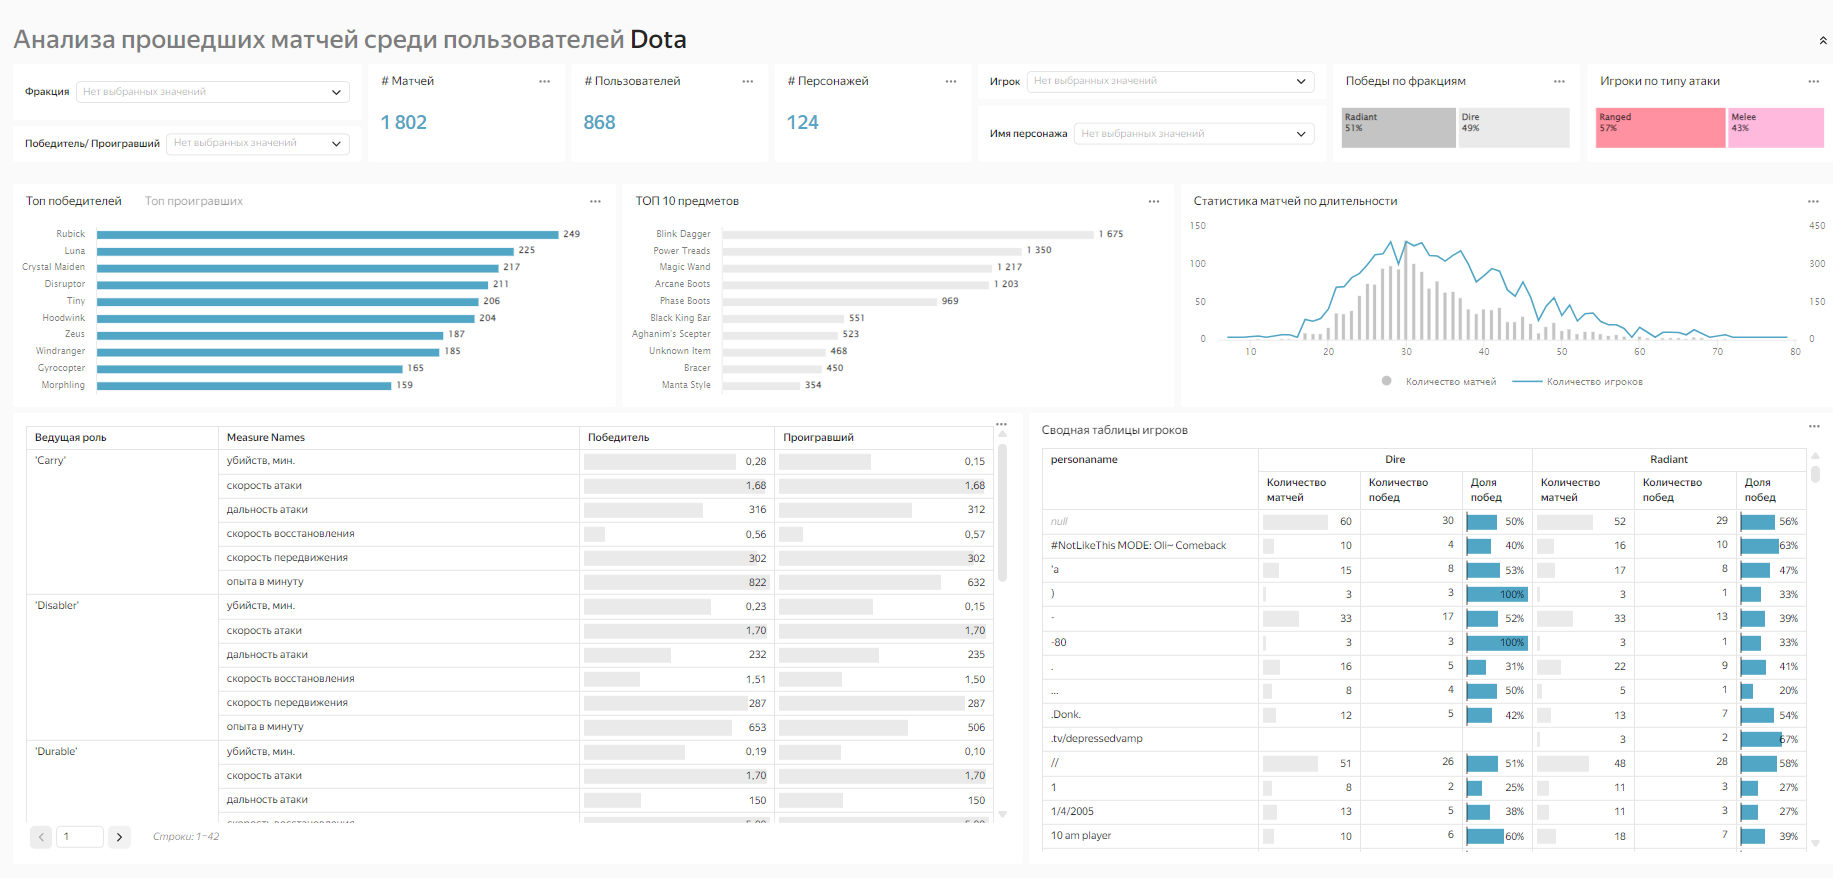 Анализа прошедших матчей среди пользователей Dota
Фракция Нет выбранных значений
Победитель/ Проигравший Нет выбранных значений
# Матчей
1 802
# Пользователей
868
# Персонажей
124
Игрок Нет выбранных значений
Имя персонажа Нет выбранных значений
Победы по фракциям
Radiant
51%
Dire
49%
Игроки по типу атаки
Ranged
57%
Melee
43%
Топ победителей Топ проигравших
Rubick 249
Luna 225
Crystal Maiden 217
Disruptor 211
Tiny 206
Hoodwink 204
Zeus 187
Windranger 185
Gyrocopter 165
Morphling 159
ТОП 10 предметов
Blink Dagger 1 675
Power Treads 1 350
Magic Wand 1 217
Arcane Boots 1 203
Phase Boots 969
Black King Bar 551
Aghanim's Scepter 523
Unknown Item 468
Bracer 450
Manta Style 354
Статистика матчей по длительности
150 450
100 300
50 150
0 0
10 20 30 40 50 60 70 80
Количество матчей Количество игроков
Ведущая роль Measure Names Победитель Проигравший
'Carry' убийств, мин. 0,28 0,15
скорость атаки 1,68 1,68
дальность атаки 316 312
скорость восстановления 0,56 0,57
скорость передвижения 302 302
опыта в минуту 822 632
'Disabler' убийств, мин. 0,23 0,15
скорость атаки 1,70 1,70
дальность атаки 232 235
скорость восстановления 1,51 1,50
скорость передвижения 287 287
опыта в минуту 653 506
'Durable' убийств, мин. 0,19 0,10
скорость атаки 1,70 1,70
дальность атаки 150 150
1 Строки: 1–42
Сводная таблицы игроков
personaname Dire Radiant
Количество матчей Количество побед Доля побед Количество матчей Количество побед Доля побед
null 60 30 50% 52 29 56%
#NotLikeThis MODE: Oli~ Comeback 10 4 40% 16 10 63%
'a 15 8 53% 17 8 47%
) 3 3 100% 3 1 33%
- 33 17 52% 33 13 39%
-80 3 3 100% 3 1 33%
. 16 5 31% 22 9 41%
... 8 4 50% 5 1 20%
.Donk. 12 5 42% 13 7 54%
.tv/depressedvamp 3 2 67%
// 51 26 51% 48 28 58%
1 8 2 25% 11 3 27%
1/4/2005 13 5 38% 11 3 27%
10 am player 10 6 60% 18 7 39%